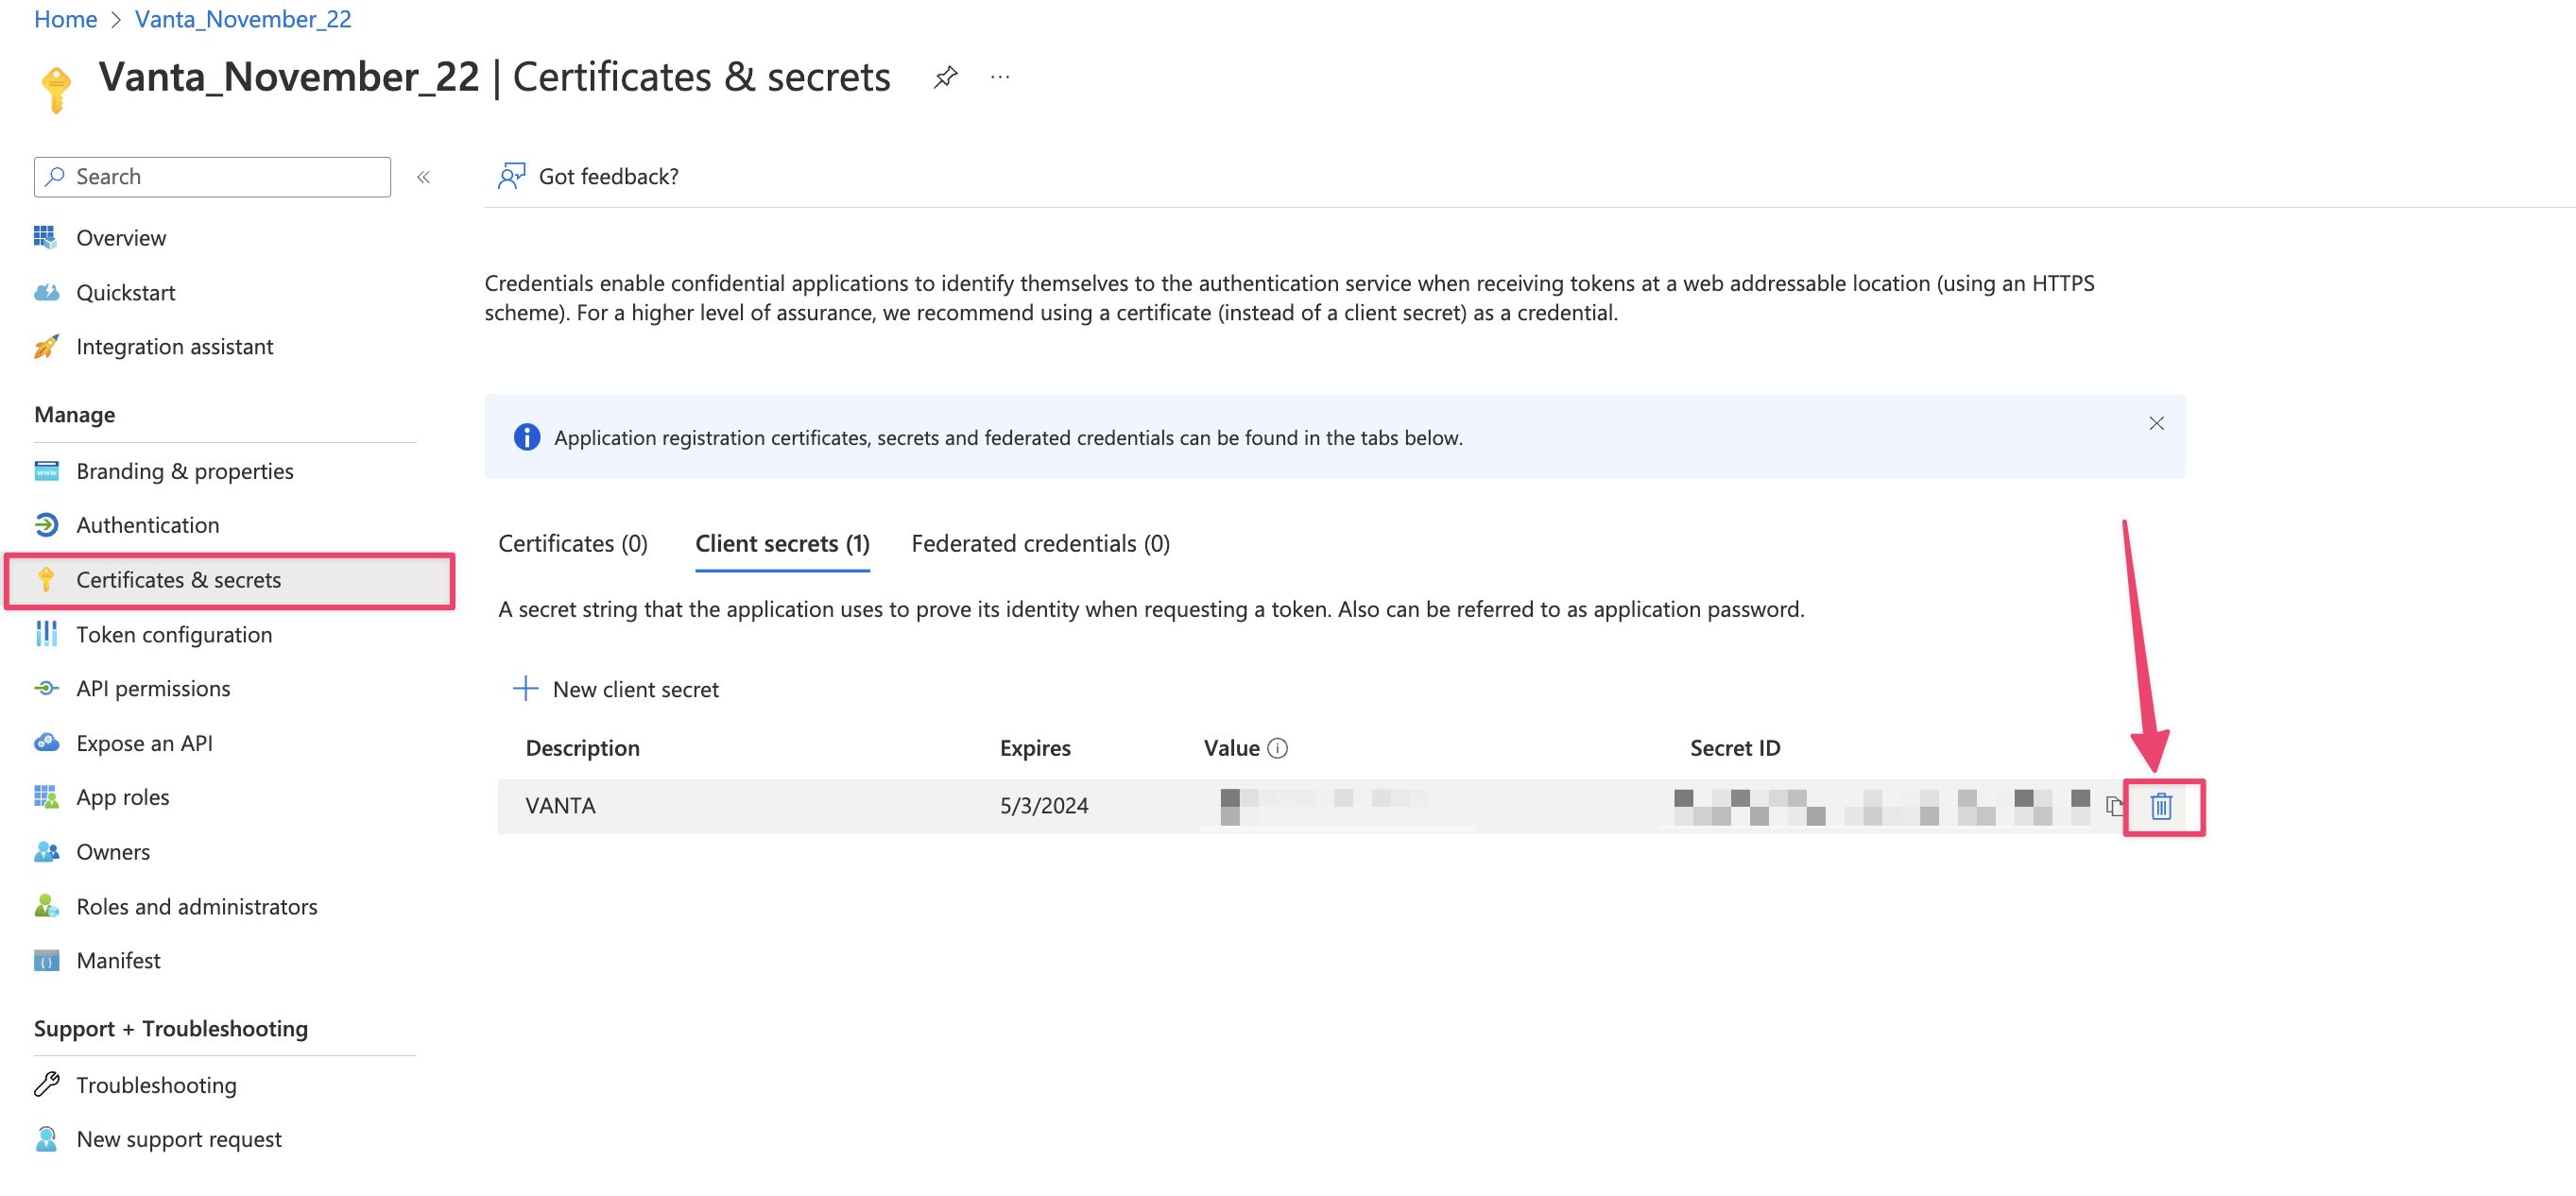 Home > Vanta_November_22
Vanta_November_22 | Certificates & secrets ...
Search «
Got feedback?
Overview
Quickstart
Integration assistant
Manage
Branding & properties
Authentication
Certificates & secrets
Token configuration
API permissions
Expose an API
App roles
Owners
Roles and administrators
Manifest
Support + Troubleshooting
Troubleshooting
New support request
Credentials enable confidential applications to identify themselves to the authentication service when receiving tokens at a web addressable location (using an HTTPS
scheme). For a higher level of assurance, we recommend using a certificate (instead of a client secret) as a credential.
Application registration certificates, secrets and federated credentials can be found in the tabs below.
Certificates (0) Client secrets (1) Federated credentials (0)
A secret string that the application uses to prove its identity when requesting a token. Also can be referred to as application password.
New client secret
Description Expires Value Secret ID
VANTA 5/3/2024